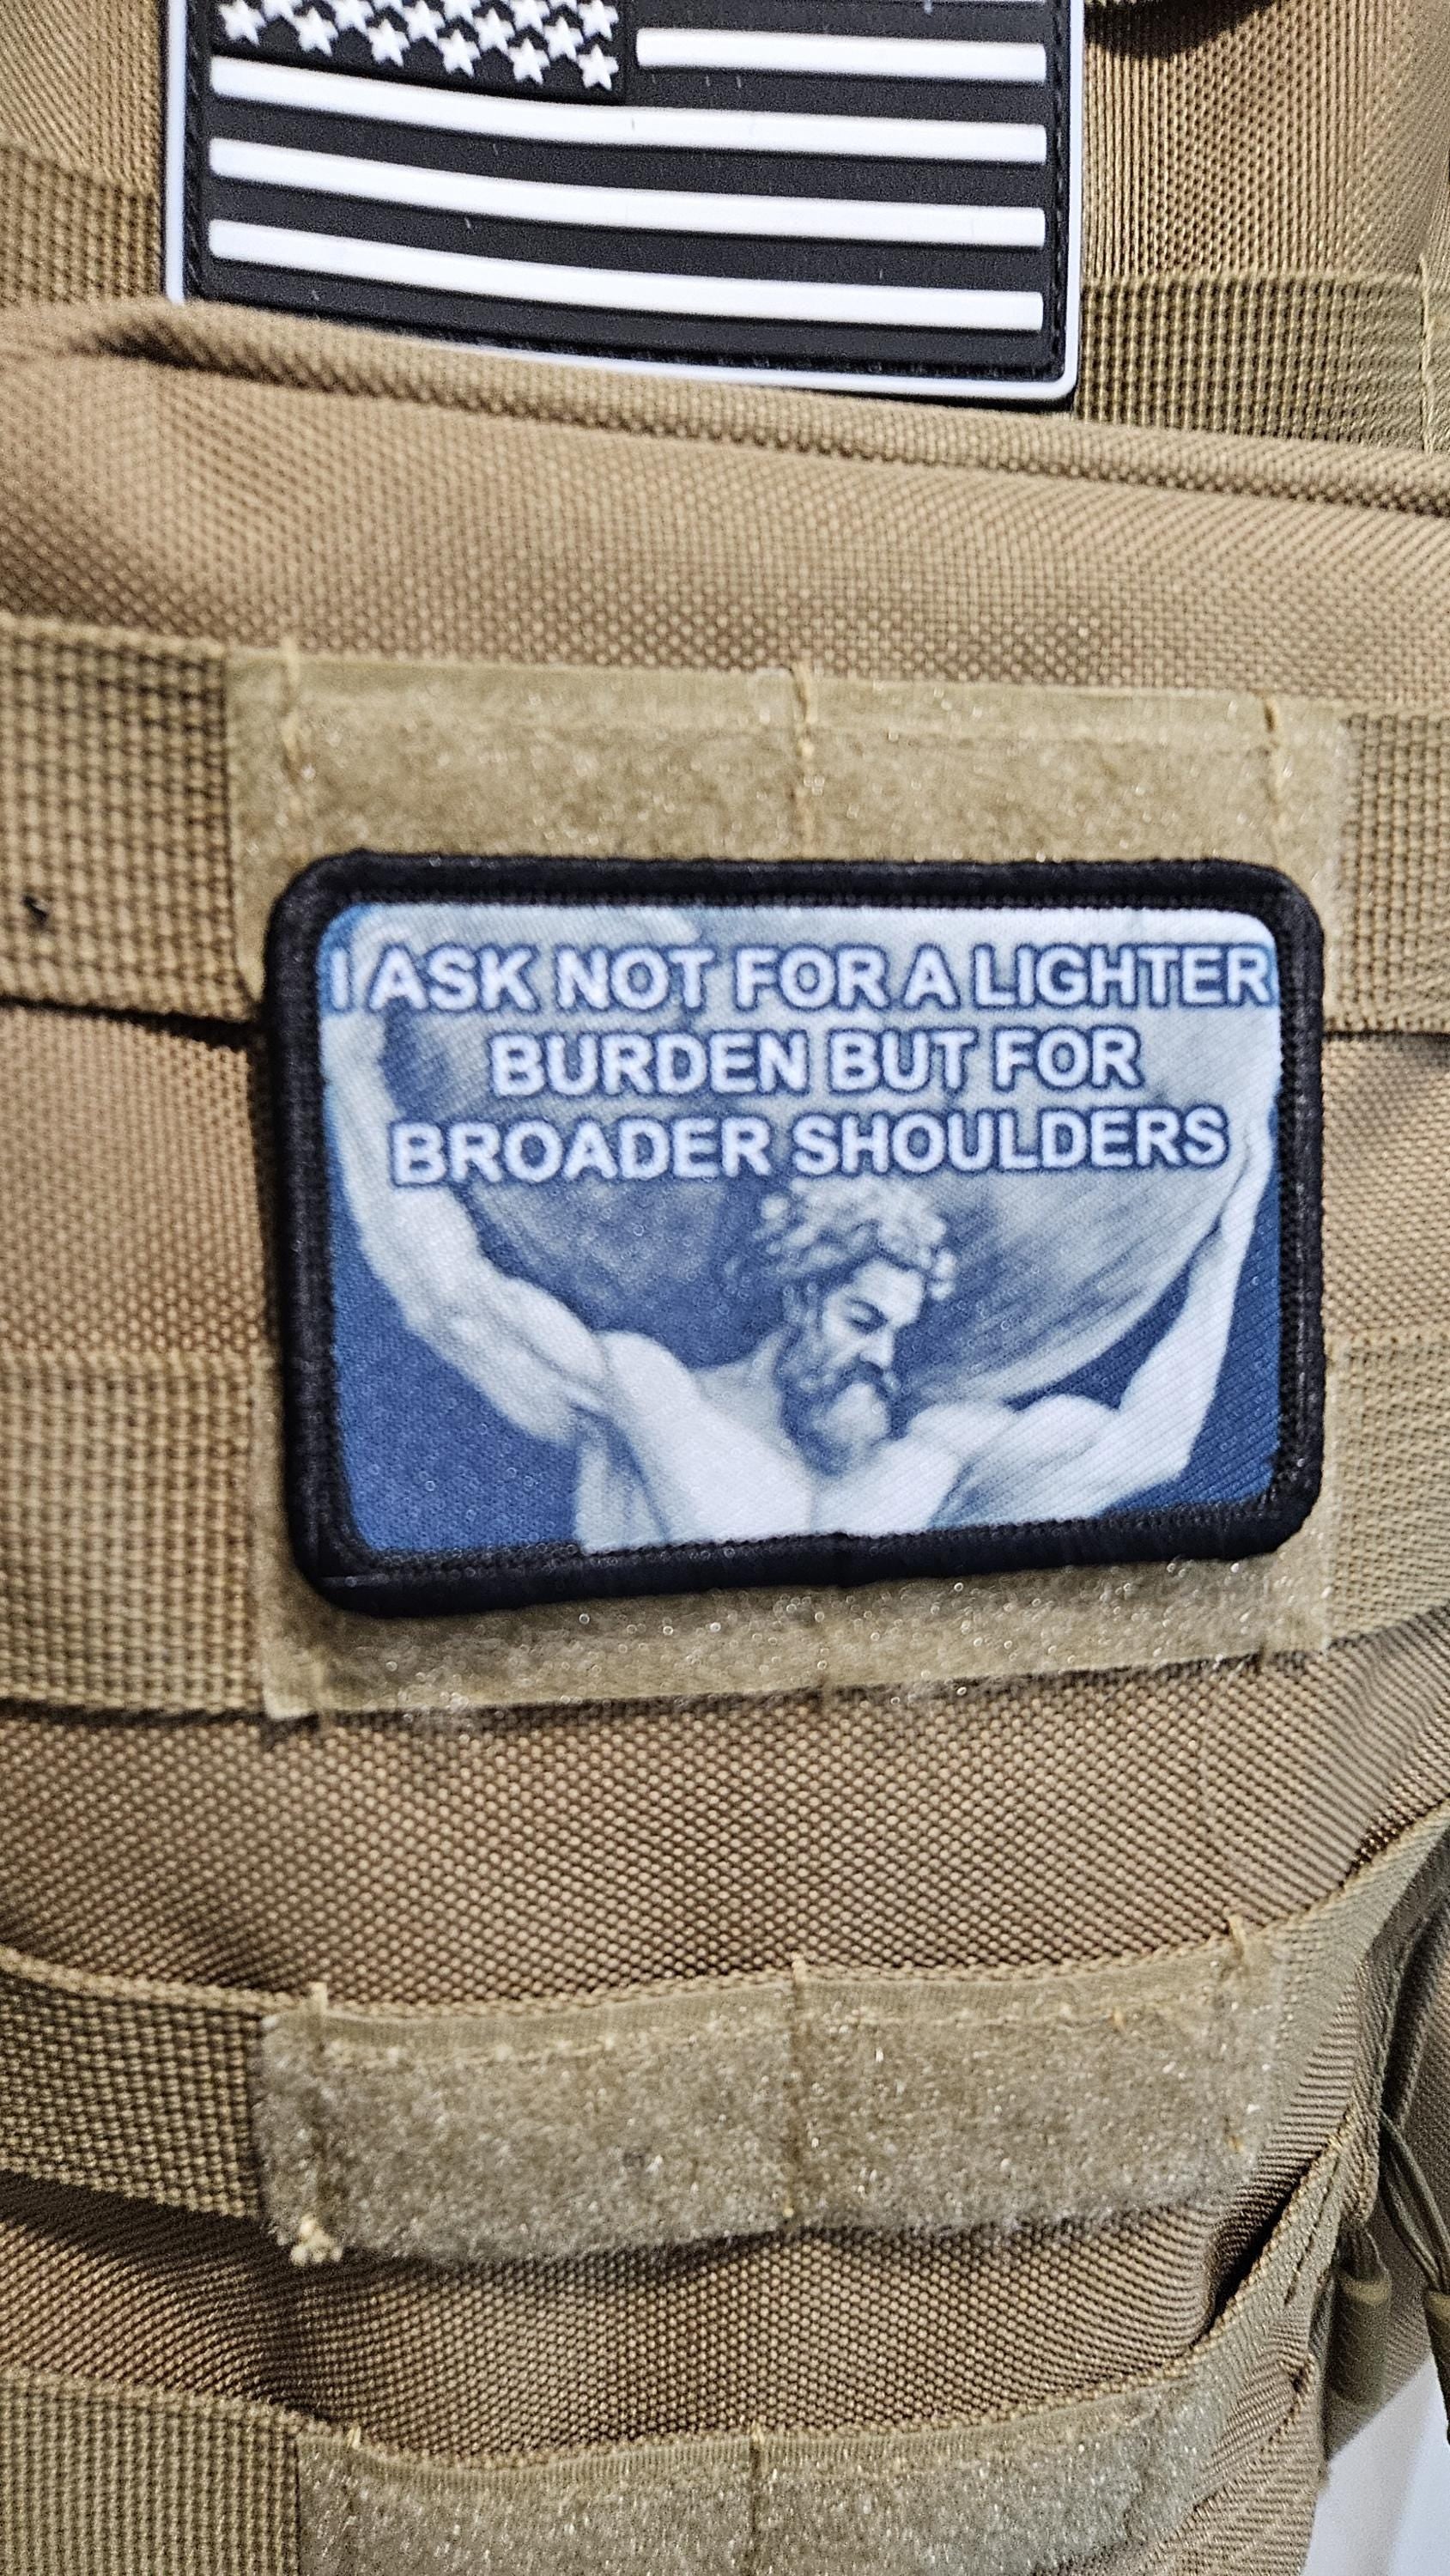 I ASK NOT FOR A LIGHTER
BURDEN BUT FOR
BROADER SHOULDERS